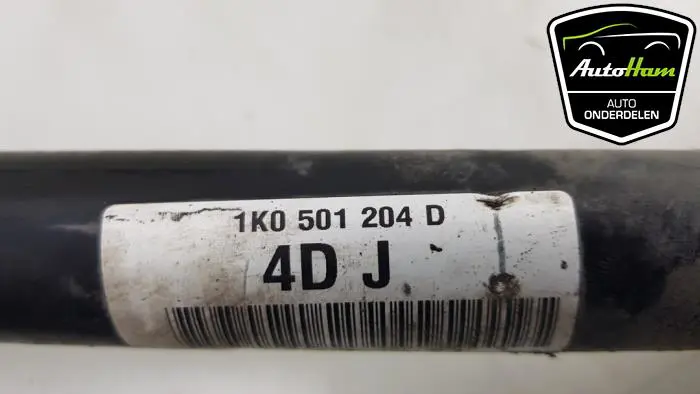 AutoHam
AUTO
ONDERDELEN
1K0 501 204 D
4D J